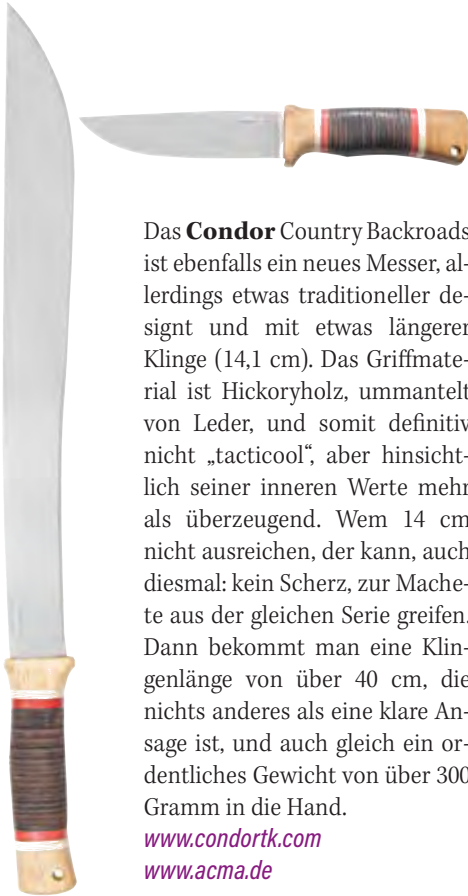 Das Condor Country Backroads
ist ebenfalls ein neues Messer, al-
lerdings etwas traditioneller de-
signt und mit etwas längerer
Klinge (14,1 cm). Das Griffmate-
rial ist Hickoryholz, ummantelt
von Leder, und somit definitiv
nicht „tacticool“, aber hinsicht-
lich seiner inneren Werte mehr
als überzeugend. Wem 14 cm
nicht ausreichen, der kann, auch
diesmal: kein Scherz, zur Mache-
te aus der gleichen Serie greifen.
Dann bekommt man eine Klin-
genlänge von über 40 cm, die
nichts anderes als eine klare An-
sage ist, und auch gleich ein or-
dentliches Gewicht von über 300
Gramm in die Hand.
www.condortk.com
www.acma.de